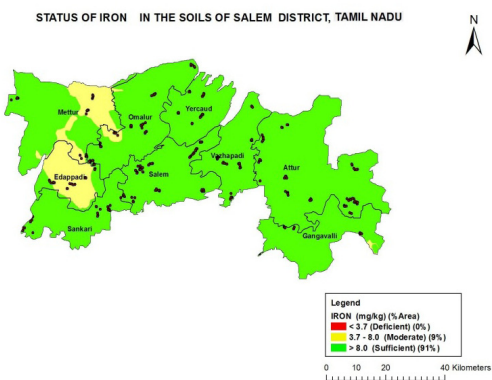 STATUS OF IRON IN THE SOILS OF SALEM DISTRICT, TAMIL NADU
N
Mettur
Omalur
Yercaud
Vazhapadi
Attur
Edappadi
Salem
Sankari
Gangavalli
Legend
IRON (mg/kg) (%Area)
< 3.7 (Deficient) (0%)
3.7 - 8.0 (Moderate) (9%)
> 8.0 (Sufficient) (91%)
0 10 20 40 Kilometers